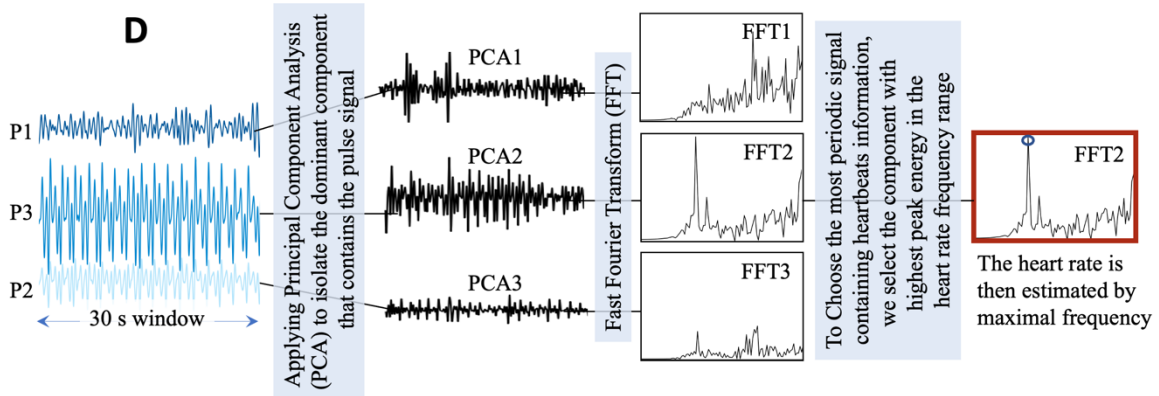 D
P1
P3
P2
30 s window
Applying Principal Component Analysis
(PCA) to isolate the dominant component
that contains the pulse signal
PCA1
PCA2
PCA3
Fast Fourier Transform (FFT)
FFT1
FFT2
FFT3
To Choose the most periodic signal
containing heartbeats information,
we select the component with
highest peak energy in the
heart rate frequency range
FFT2
The heart rate is
then estimated by
maximal frequency